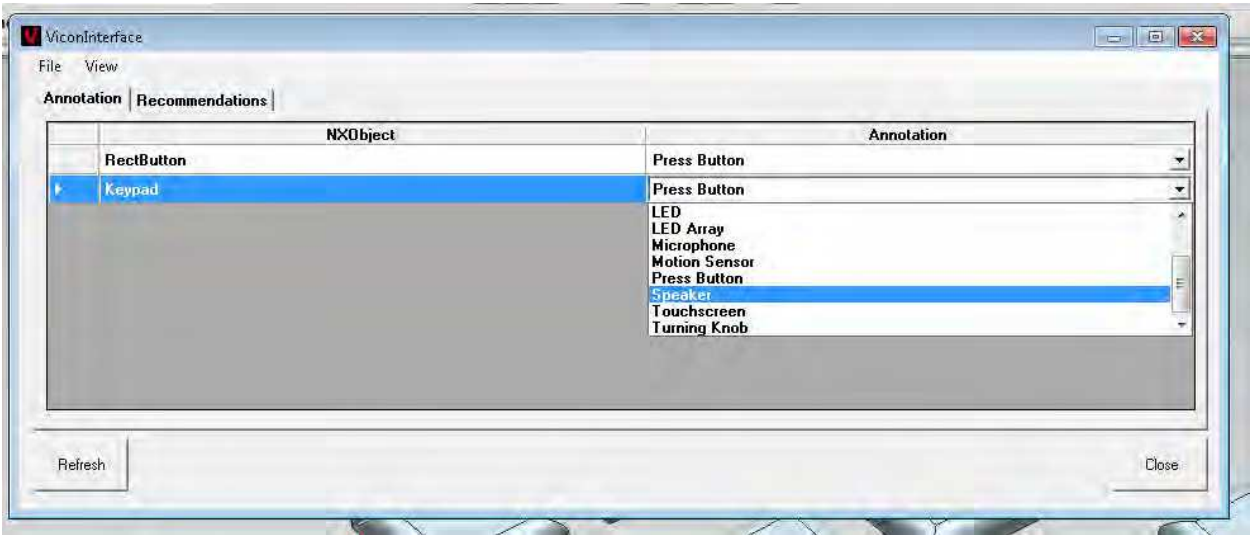 ViconInterface
File View
Annotation Recommendations
NXObject Annotation
RectButton Press Button
Keypad Press Button
LED
LED Array
Microphone
Motion Sensor
Press Button
Speaker
Touchscreen
Turning Knob
Refresh Close